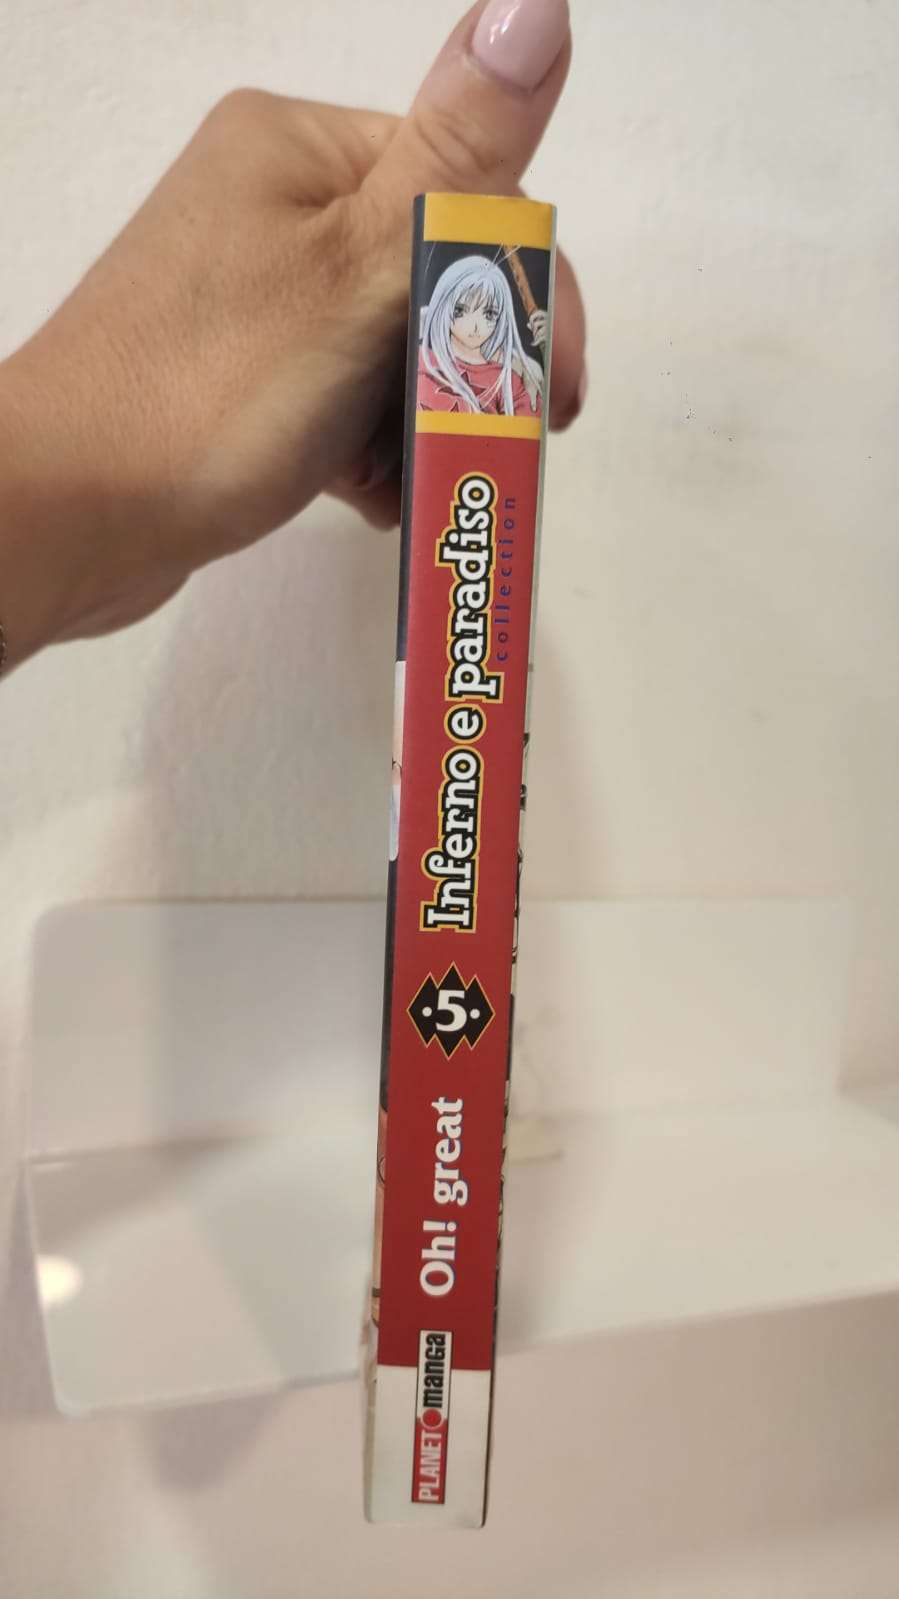 Inferno e paradiso
collection
5
Oh! great
PLANET manga